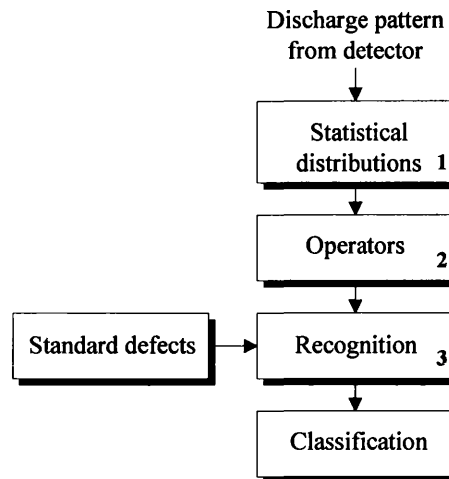 Discharge pattern
from detector
Statistical
distributions 1
Operators
2
Standard defects
Recognition
3
Classification